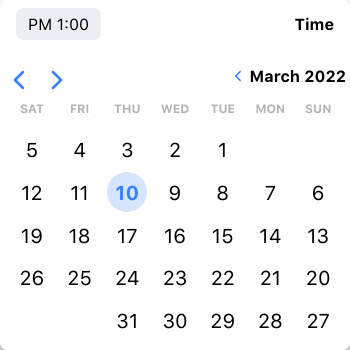 PM 1:00 Time
March 2022
SAT FRI THU WED TUE MON SUN
5 4 3 2 1
12 11 10 9 8 7 6
19 18 17 16 15 14 13
26 25 24 23 22 21 20
31 30 29 28 27